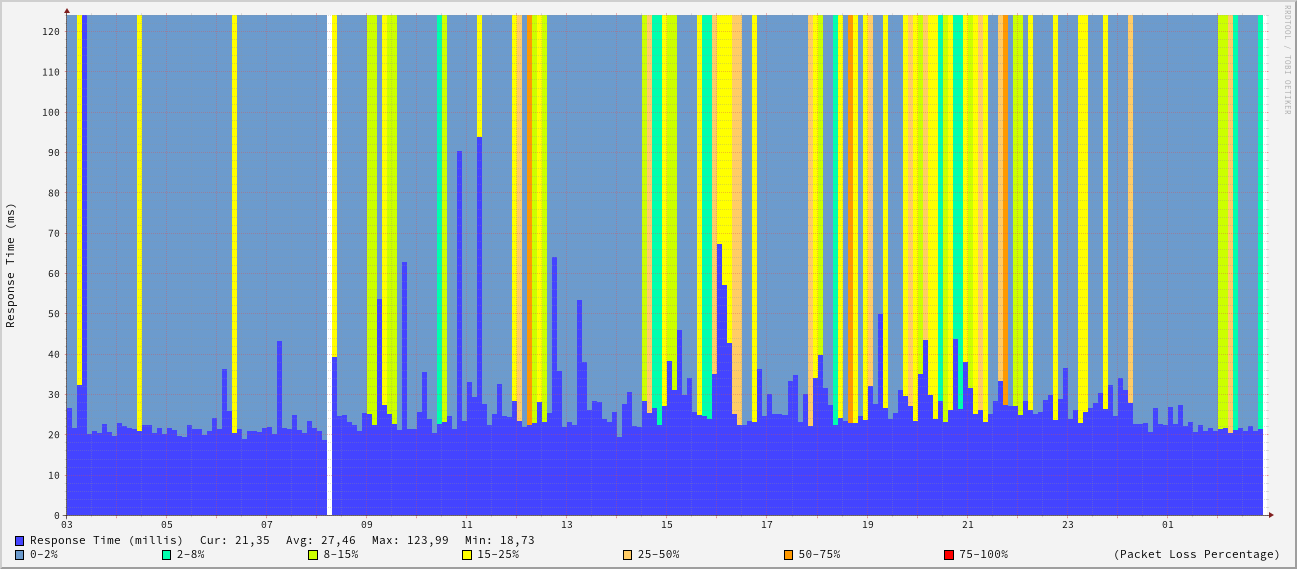 RRDTOOL / TOBI OETIKER
Response Time (ms)
120
110
100
90
80
70
60
50
40
30
20
10
0
03 05 07 09 11 13 15 17 19 21 23 01
Response Time (millis) Cur: 21,35 Avg: 27,46 Max: 123,99 Min: 18,73
0-2% 2-8% 8-15% 15-25% 25-50% 50-75% 75-100% (Packet Loss Percentage)